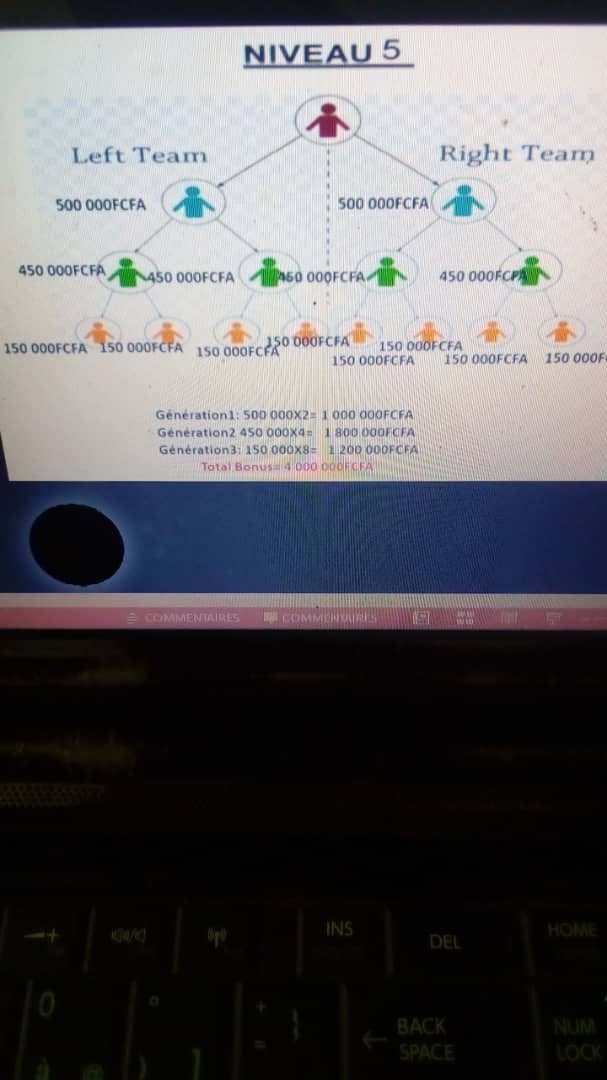 NIVEAU 5
Left Team
Right Team
500 000FCFA
500 000FCFA
450 000FCFA
450 000FCFA
450 000FCFA
450 000FCFA
150 000FCFA
150 000FCFA
150 000FCFA
150 000FCFA
150 000FCFA
150 000FCFA
150 000FCFA
150 000F
Génération1: 500 000X2= 1 000 000FCFA
Génération2 450 000X4= 1 800 000FCFA
Génération3: 150 000X8= 1 200 000FCFA
Total Bonus= 4 000 000FCFA
COMMENTAIRES
COMMENTAIRES
INS
DEL
HOME
0
BACK
SPACE
NUM
LOCK